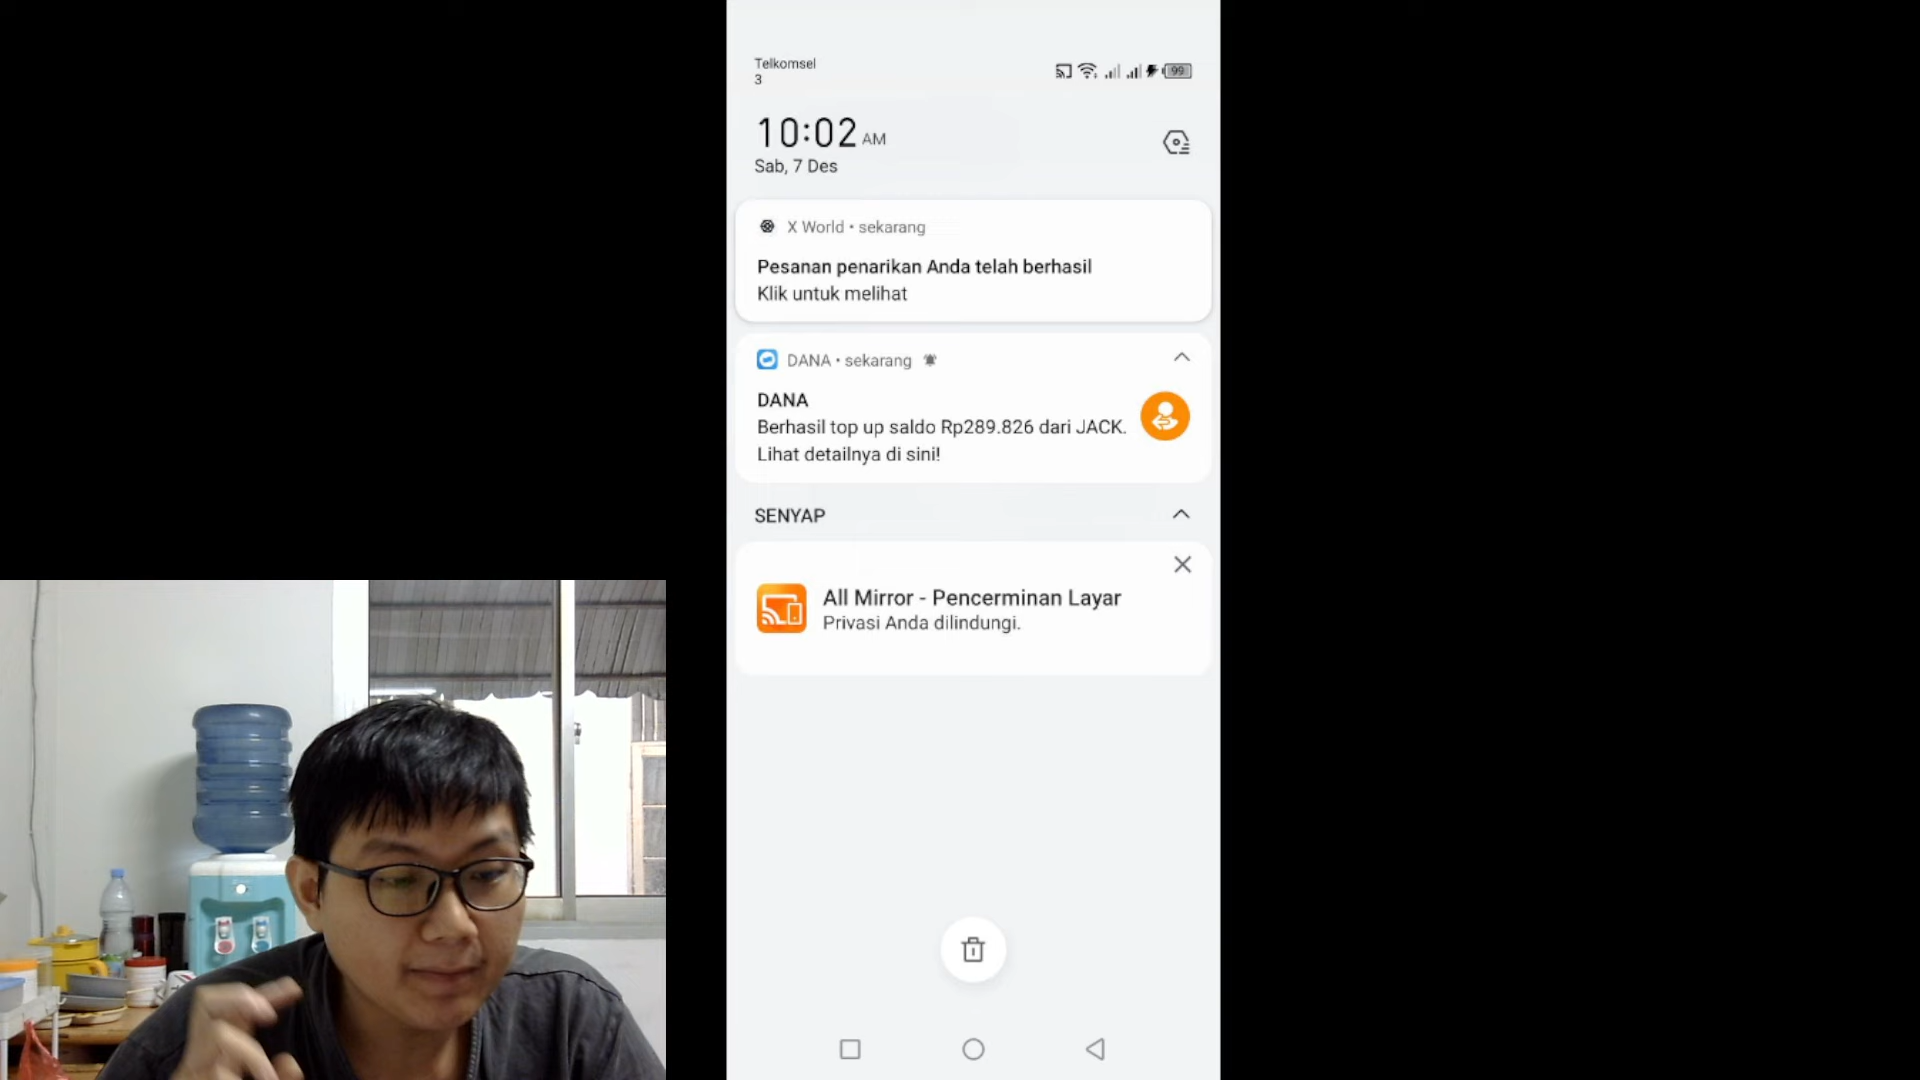 Telkomsel
3
99
10:02 AM
Sab, 7 Des
X World • sekarang
Pesanan penarikan Anda telah berhasil
Klik untuk melihat
DANA • sekarang
DANA
Berhasil top up saldo Rp289.826 dari JACK.
Lihat detailnya di sini!
SENYAP
All Mirror - Pencerminan Layar
Privasi Anda dilindungi.